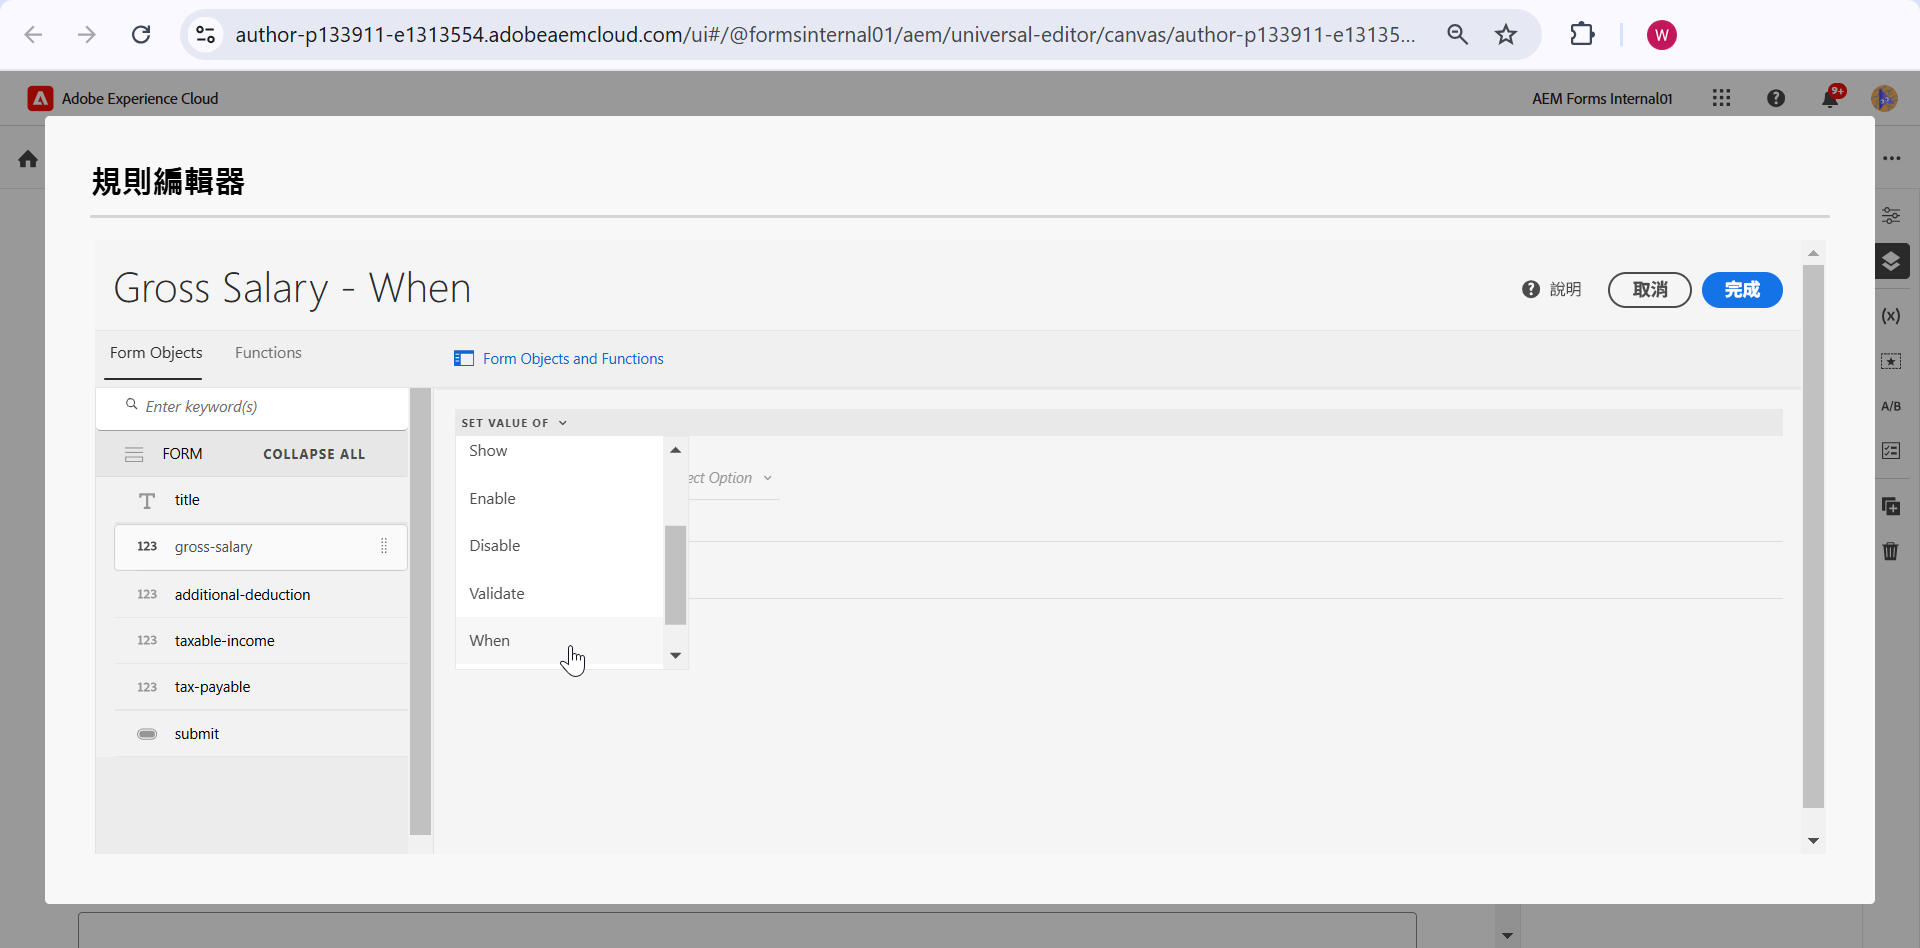 author-p133911-e1313554.adobeaemcloud.com/ui#/@formsinternal01/aem/universal-editor/canvas/author-p133911-e13135...
W
Adobe Experience Cloud
AEM Forms Internal01
9+
規則編輯器
Gross Salary - When
說明
取消
完成
Form Objects
Functions
Form Objects and Functions
Enter keyword(s)
SET VALUE OF
FORM
COLLAPSE ALL
Show
ect Option
title
Enable
123 gross-salary
Disable
123 additional-deduction
Validate
123 taxable-income
When
123 tax-payable
submit
(x)
A/B